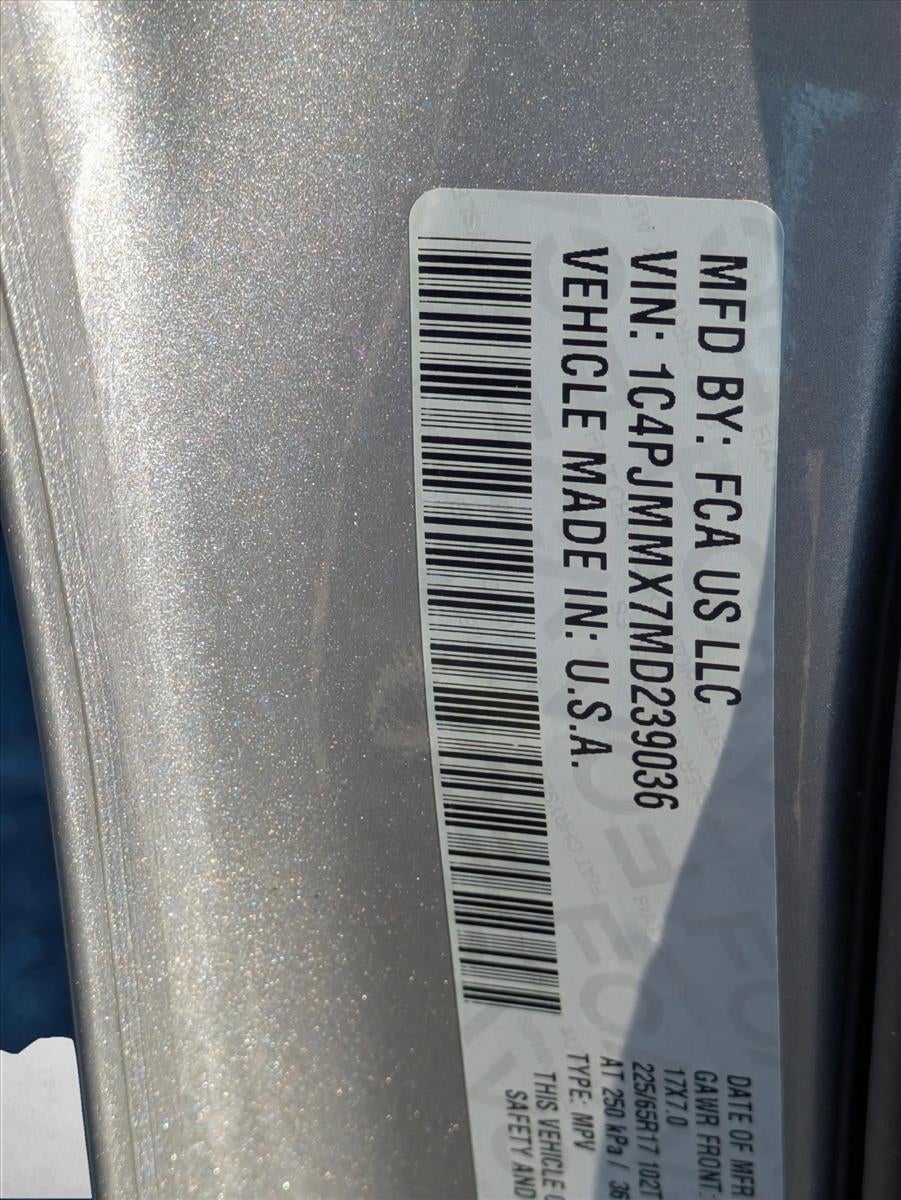 MFD BY: FCA US LLC
VIN: 1C4PJMMX7MD239036
VEHICLE MADE IN: U.S.A.
DATE OF MFR
GAWR FRONT
17X7.0
225/65R17 102T
AT 250 kPa / 36
TYPE: MPV
THIS VEHICLE
SAFETY AND